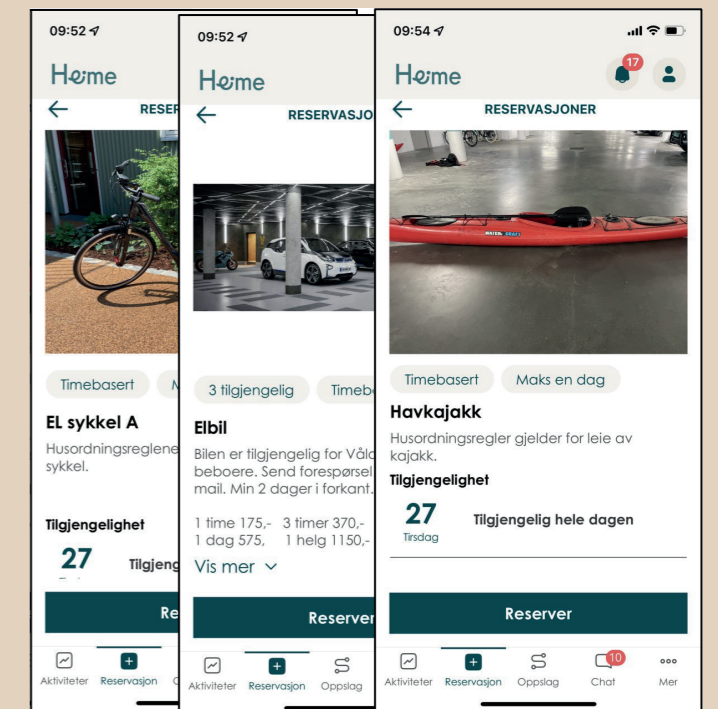 09:52
Heime
RESER
Timebasert
M
EL sykkel A
Husordningsreglene
sykkel.
Tilgjengelighet
27
Tilgjeng
Re
Aktiviteter
Reservasjon
09:52
Heime
RESERVASJO
3 tilgjengelig
Timeb
Elbil
Bilen er tilgjengelig for Våle
beboere. Send forespørsel
mail. Min 2 dager i forkant.
1 time 175,- 3 timer 370,-
1 dag 575, 1 helg 1150,-
Vis mer
Reserver
Aktiviteter
Reservasjon
Oppslag
09:54
Heime
17
RESERVASJONER
WATER
Timebasert
Maks en dag
Havkajakk
Husordningsregler gjelder for leie av
kajakk.
Tilgjengelighet
27
Tirsdag
Tilgjengelig hele dagen
Reserver
10
Aktiviteter
Reservasjon
Oppslag
Chat
Mer